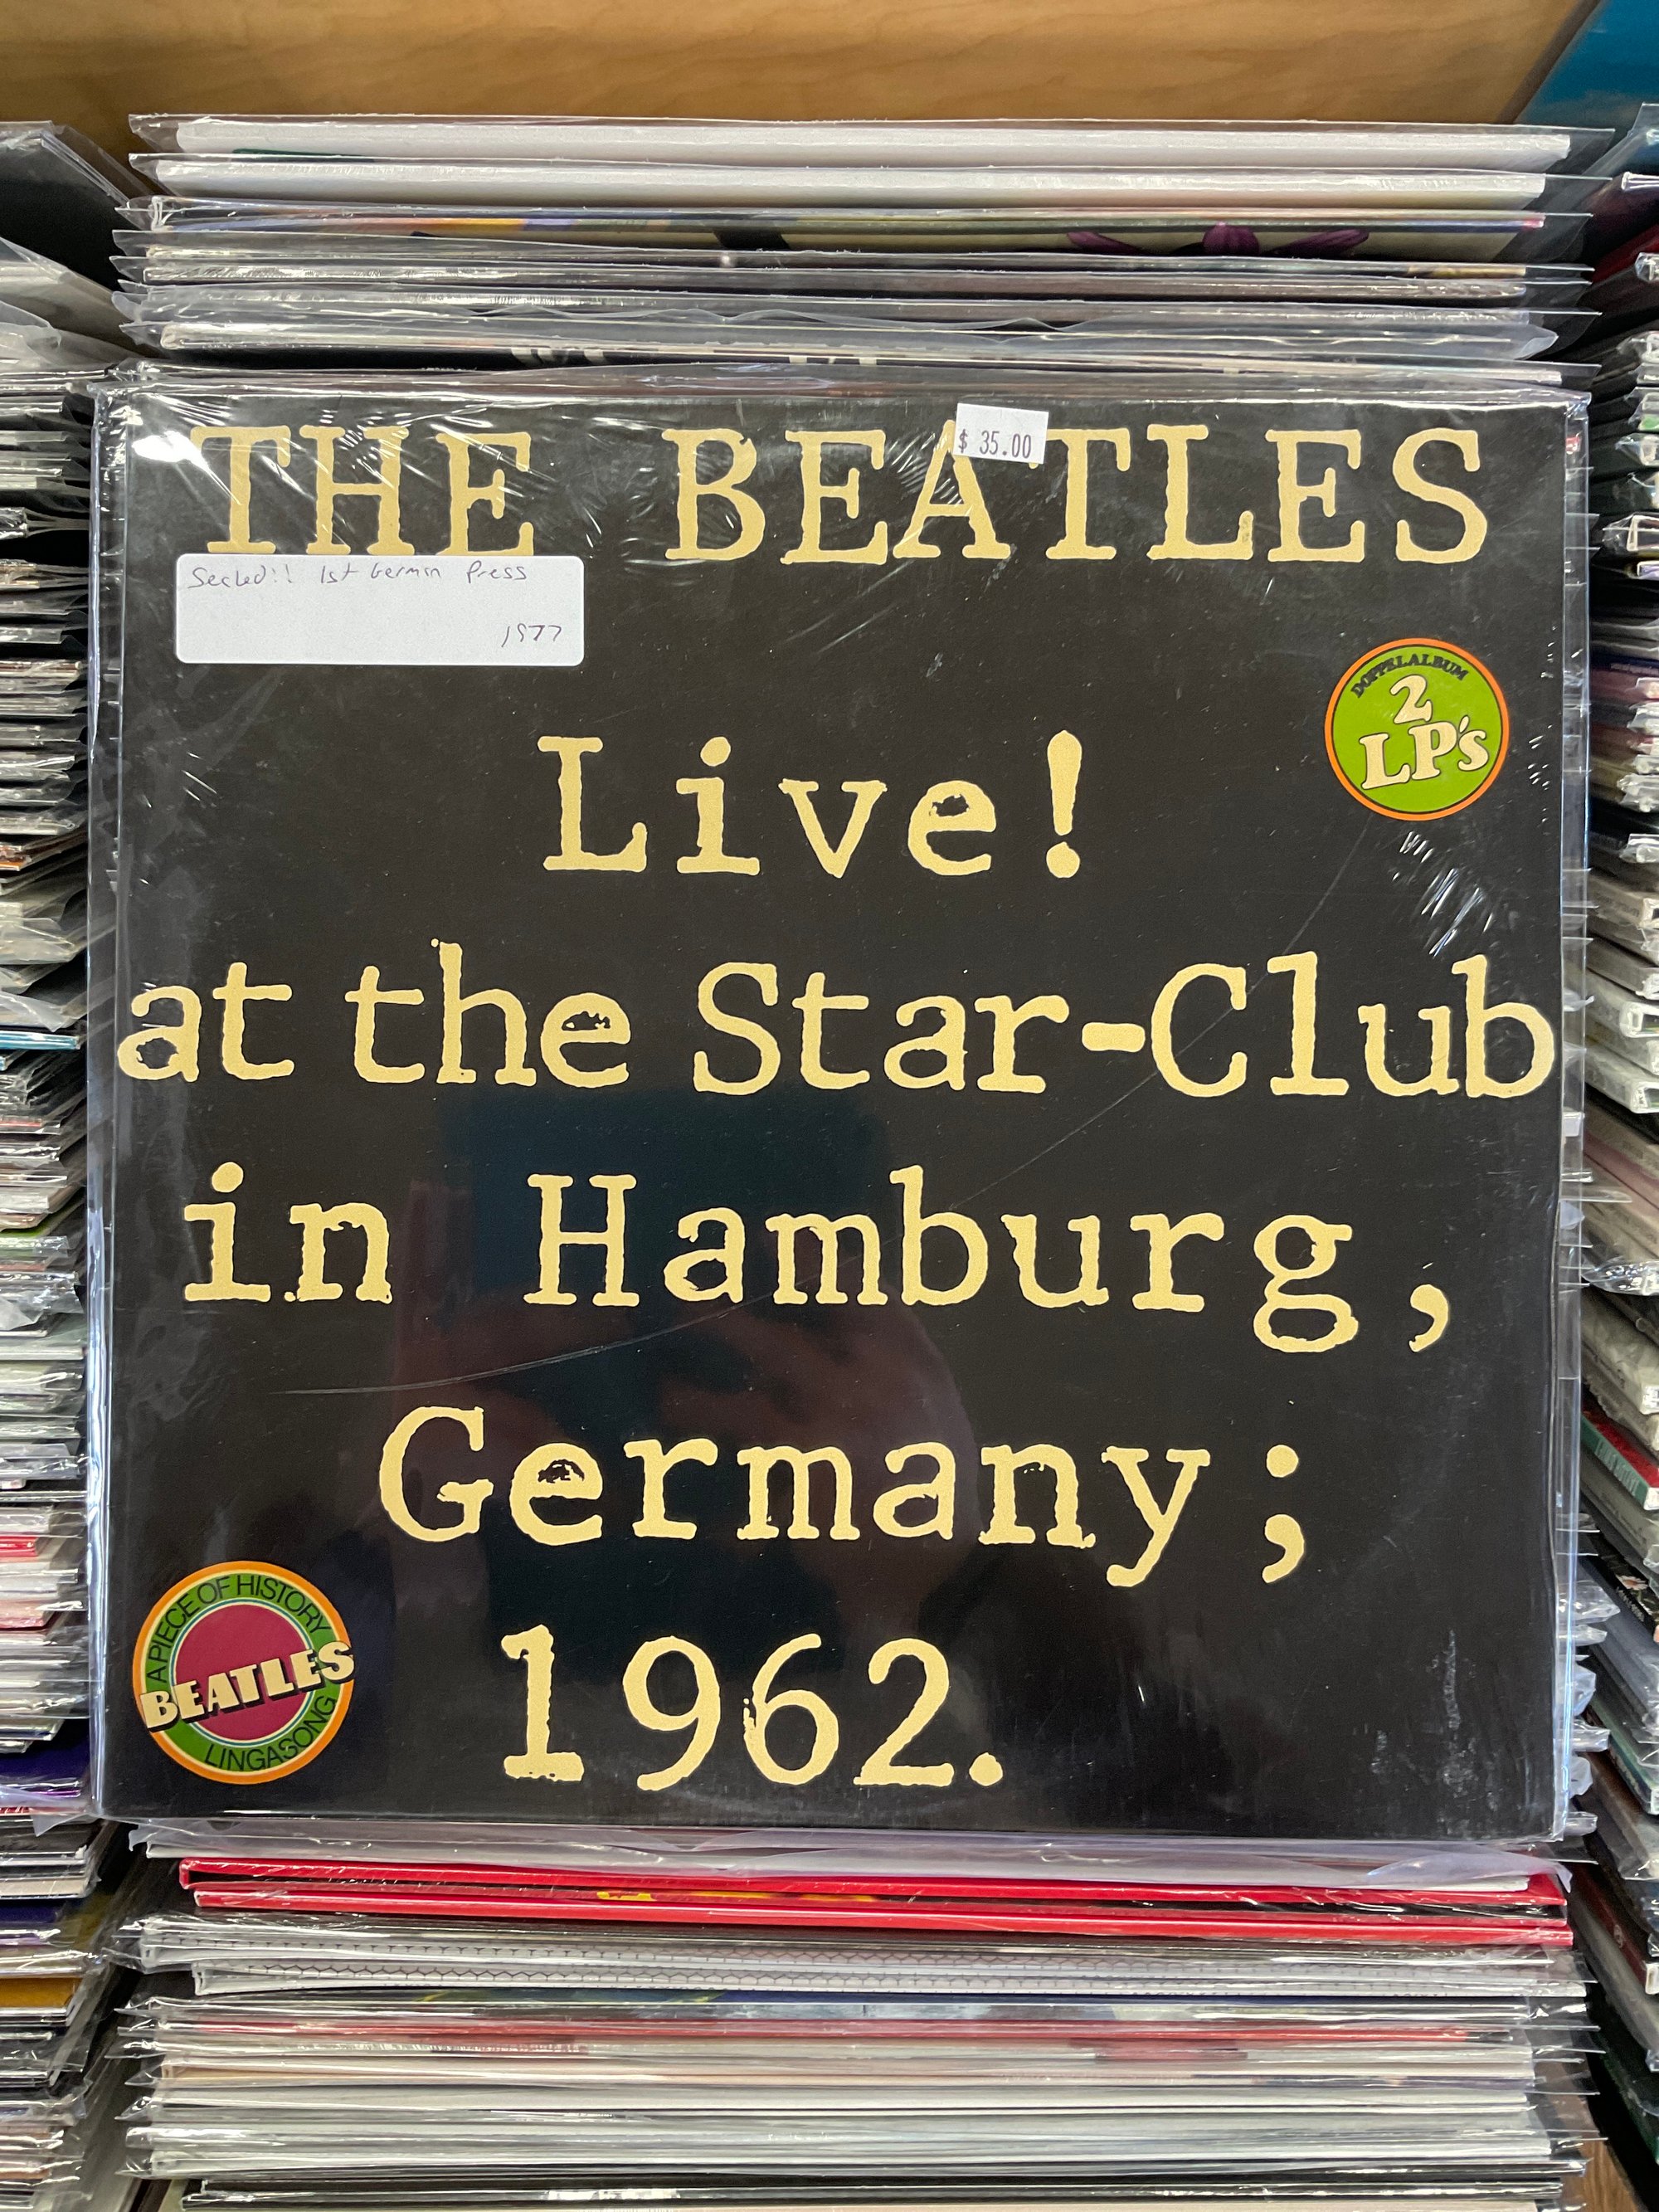 THE BEATLES
$ 35.00
Sealed!! 1st German Press
1977
DOPPELALBUM
2
LP's
Live!
at the Star-Club
in Hamburg,
Germany;
1962.
A PIECE OF HISTORY
BEATLES
LINGASONG